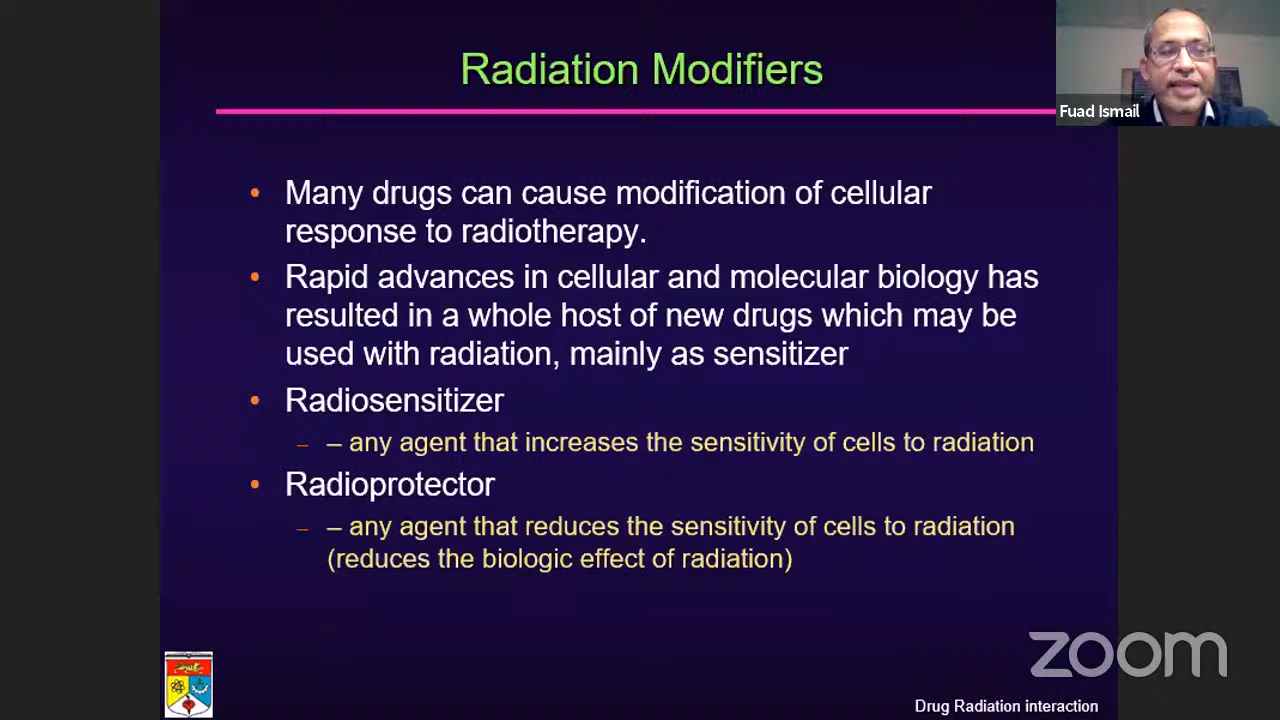 Radiation Modifiers
Fuad Ismail
• Many drugs can cause modification of cellular
response to radiotherapy.
• Rapid advances in cellular and molecular biology has
resulted in a whole host of new drugs which may be
used with radiation, mainly as sensitizer
• Radiosensitizer
– – any agent that increases the sensitivity of cells to radiation
• Radioprotector
– – any agent that reduces the sensitivity of cells to radiation
(reduces the biologic effect of radiation)
zoom
Drug Radiation interaction